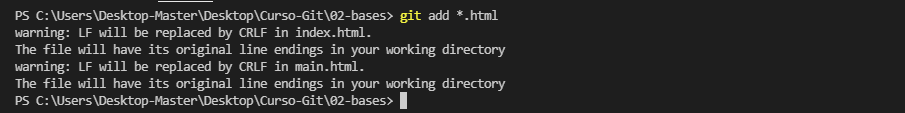 PS C:\Users\Desktop-Master\Desktop\Curso-Git\02-bases> git add *.html
warning: LF will be replaced by CRLF in index.html.
The file will have its original line endings in your working directory
warning: LF will be replaced by CRLF in main.html.
The file will have its original line endings in your working directory
PS C:\Users\Desktop-Master\Desktop\Curso-Git\02-bases>